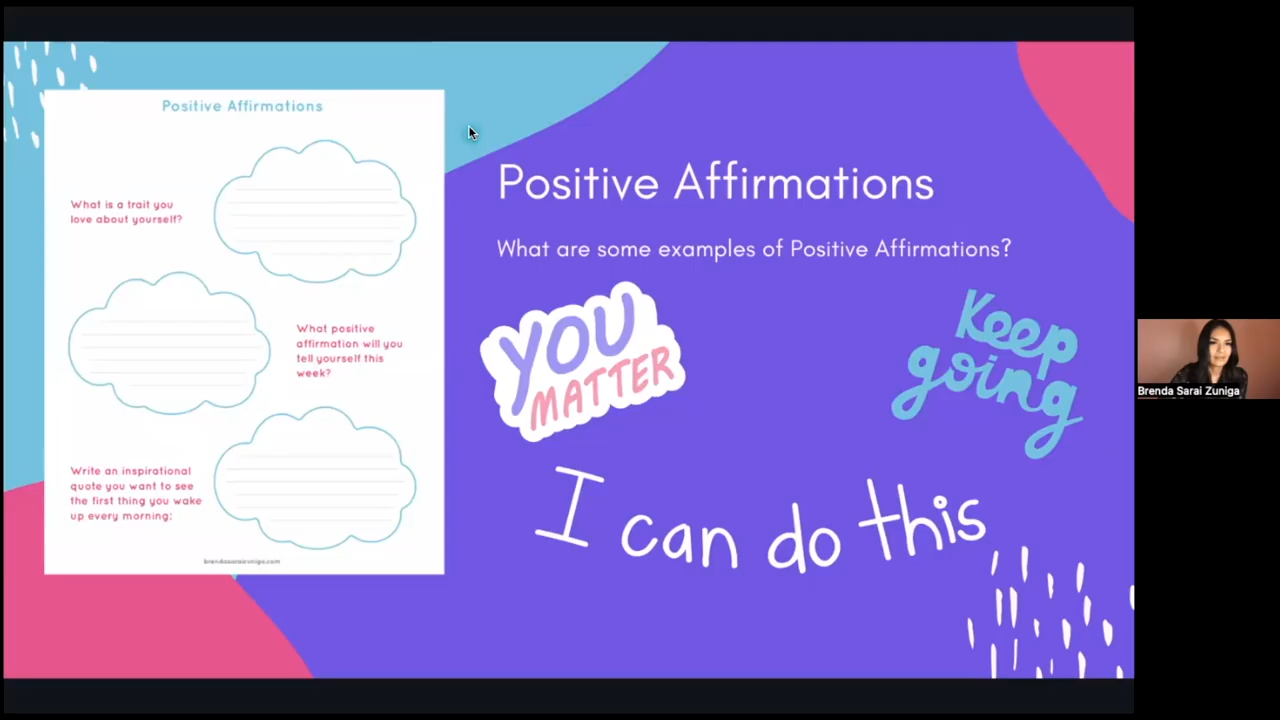 Positive Affirmations
What is a trait you
love about yourself?
What positive
affirmation will you
tell yourself this
week?
Write an inspirational
quote you want to see
the first thing you wake
up every morning:
brendasaraizuniga.com
Positive Affirmations
What are some examples of Positive Affirmations?
YOU
MATTER
Keep
going
I can do this
Brenda Sarai Zuniga